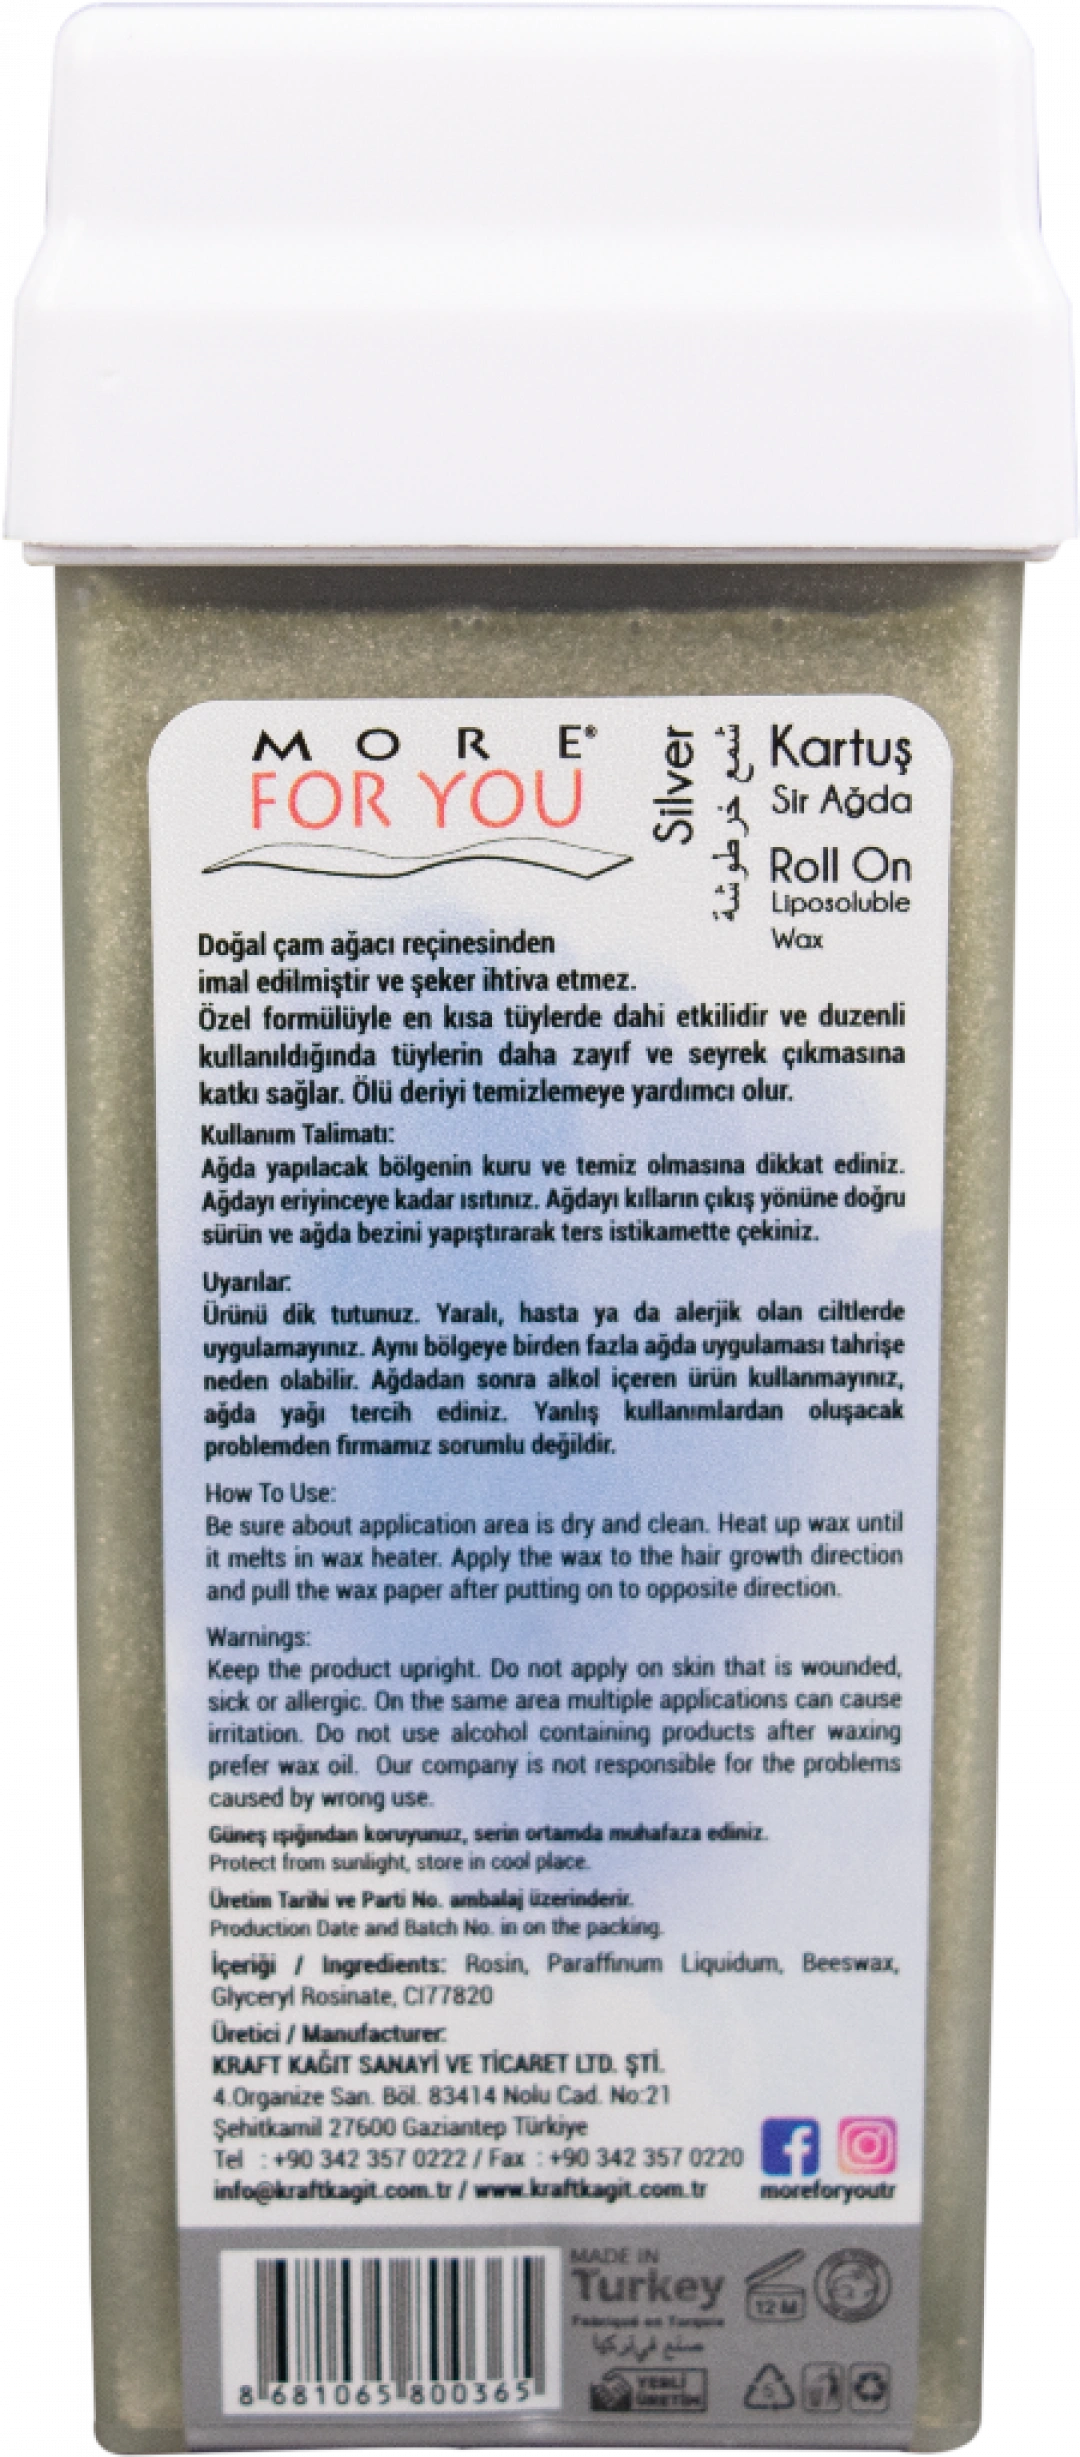 MORE®
FOR YOU
Silver
شمع خرطوشة
Kartuş
Sir Ağda
Roll On
Liposoluble
Wax
Doğal çam ağacı reçinesinden
imal edilmiştir ve şeker ihtiva etmez.
Özel formülüyle en kısa tüylerde dahi etkilidir ve duzenli
kullanıldığında tüylerin daha zayıf ve seyrek çıkmasına
katkı sağlar. Ölü deriyi temizlemeye yardımcı olur.
Kullanım Talimatı:
Ağda yapılacak bölgenin kuru ve temiz olmasına dikkat ediniz.
Ağdayı eriyinceye kadar ısıtınız. Ağdayı kılların çıkış yönüne doğru
sürün ve ağda bezini yapıştırarak ters istikamette çekiniz.
Uyarılar:
Ürünü dik tutunuz. Yaralı, hasta ya da alerjik olan ciltlerde
uygulamayınız. Aynı bölgeye birden fazla ağda uygulaması tahrişe
neden olabilir. Ağdadan sonra alkol içeren ürün kullanmayınız,
ağda yağı tercih ediniz. Yanlış kullanımlardan oluşacak
problemden firmamız sorumlu değildir.
How To Use:
Be sure about application area is dry and clean. Heat up wax until
it melts in wax heater. Apply the wax to the hair growth direction
and pull the wax paper after putting on to opposite direction.
Warnings:
Keep the product upright. Do not apply on skin that is wounded,
sick or allergic. On the same area multiple applications can cause
irritation. Do not use alcohol containing products after waxing
prefer wax oil. Our company is not responsible for the problems
caused by wrong use.
Güneş ışığından koruyunuz, serin ortamda muhafaza ediniz.
Protect from sunlight, store in cool place.
Üretim Tarihi ve Parti No. ambalaj üzerinderir.
Production Date and Batch No. in on the packing.
İçeriği / Ingredients: Rosin, Paraffinum Liquidum, Beeswax,
Glyceryl Rosinate, CI77820
Üretici / Manufacturer:
KRAFT KAĞIT SANAYİ VE TİCARET LTD. ŞTİ.
4.Organize San. Böl. 83414 Nolu Cad. No:21
Şehitkamil 27600 Gaziantep Türkiye
Tel : +90 342 357 0222 / Fax : +90 342 357 0220
info@kraftkagit.com.tr / www.kraftkagit.com.tr
moreforyoutr
MADE IN
Turkey
Fabriqué en Turquie
صنع في تركيا
YERLİ
ÜRETİM
12 M
5
8 681065 800365